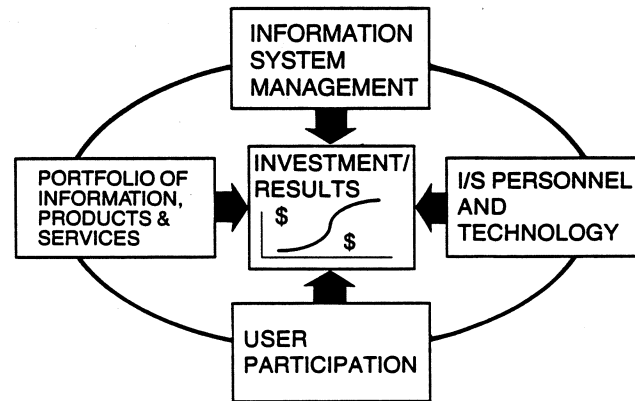 INFORMATION
SYSTEM
MANAGEMENT
PORTFOLIO OF
INFORMATION,
PRODUCTS &
SERVICES
INVESTMENT/
RESULTS
$
$
I/S PERSONNEL
AND
TECHNOLOGY
USER
PARTICIPATION